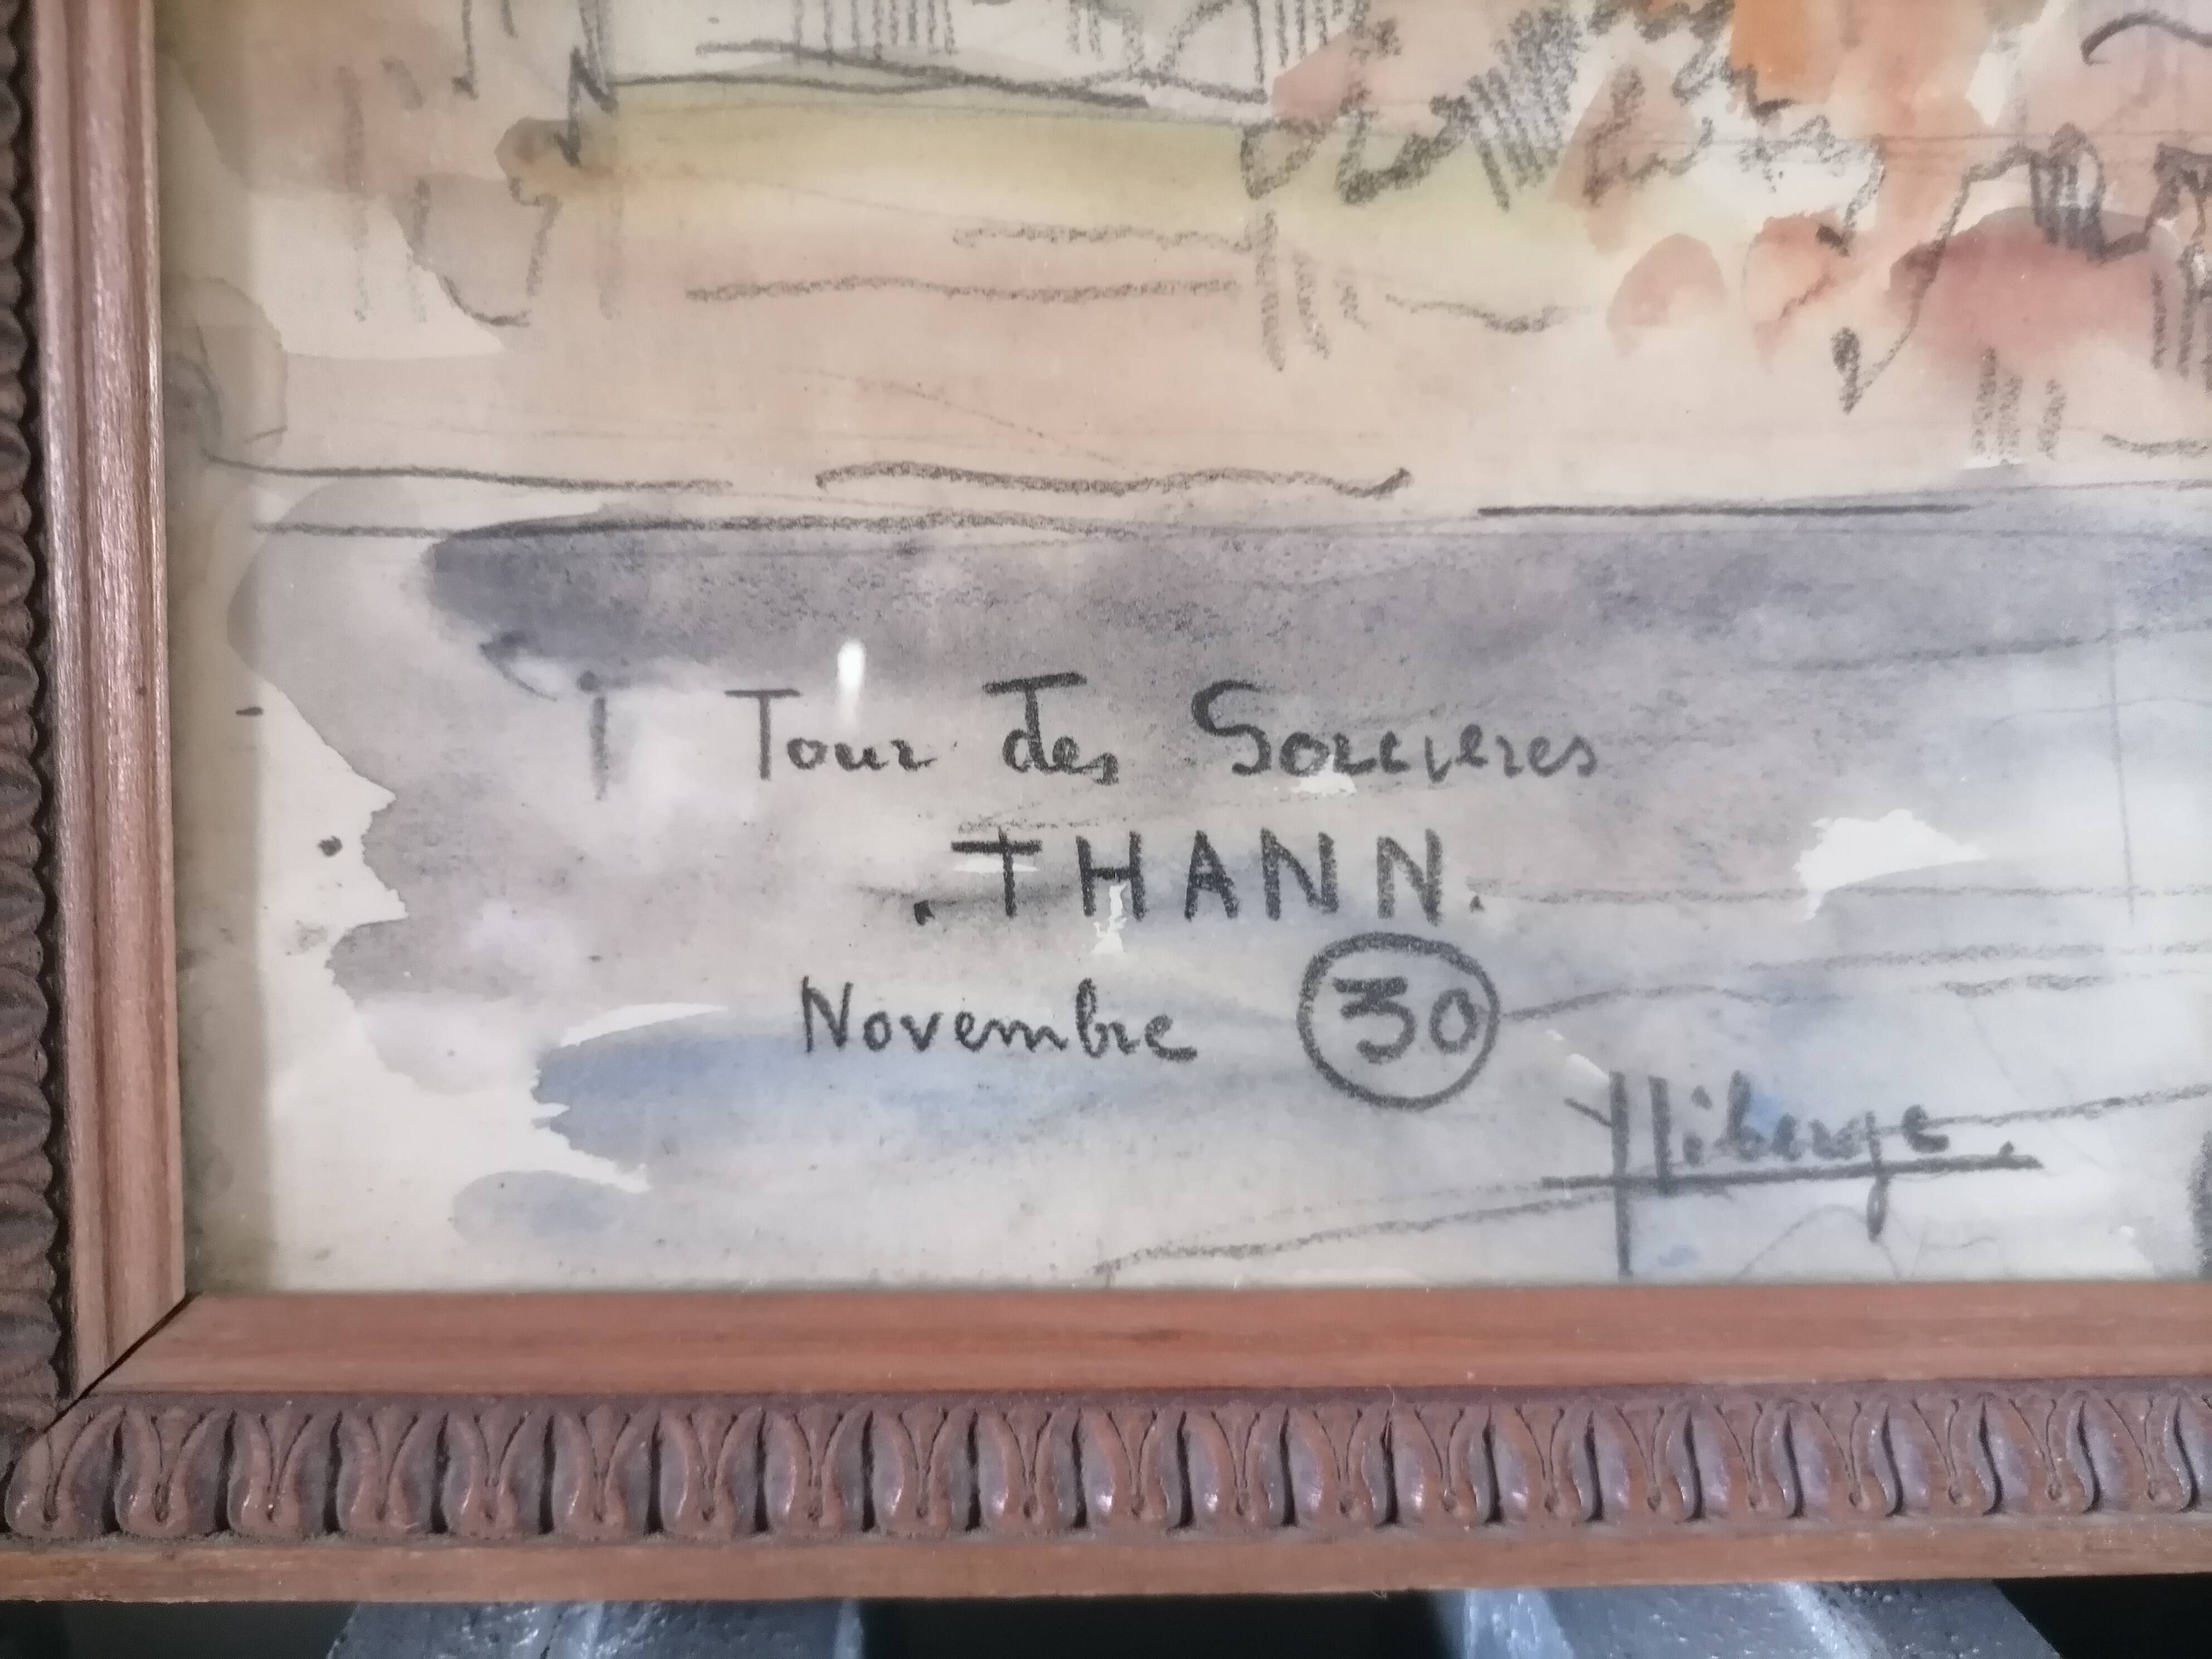 Tour des Sorcieres
.THANN.
Novembre 30